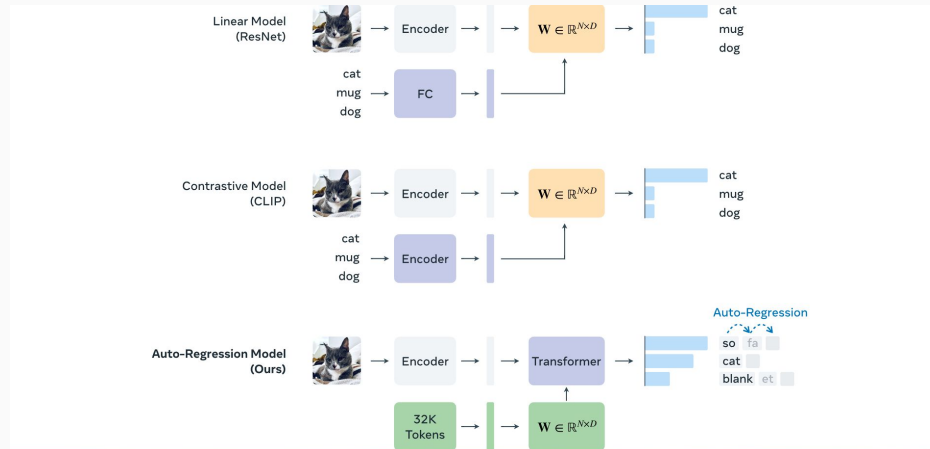 Linear Model
(ResNet)
Encoder
W ∈ ℝ^{N×D}
cat
mug
dog
cat
mug
dog
FC
Contrastive Model
(CLIP)
Encoder
W ∈ ℝ^{N×D}
cat
mug
dog
cat
mug
dog
Encoder
Auto-Regression
Auto-Regression Model
(Ours)
Encoder
Transformer
so fa
cat
blank et
32K
Tokens
W ∈ ℝ^{N×D}